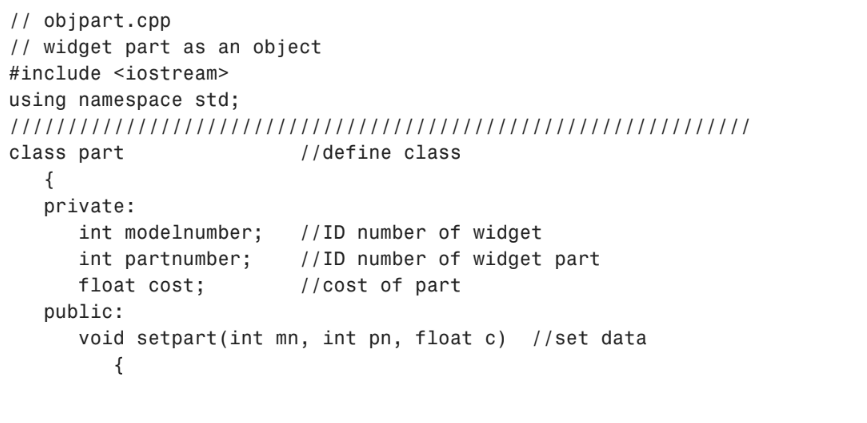 // objpart.cpp
// widget part as an object
#include <iostream>
using namespace std;
////////////////////////////////////////////////////////////////
class part               //define class
   {
   private:
      int modelnumber;   //ID number of widget
      int partnumber;    //ID number of widget part
      float cost;        //cost of part
   public:
      void setpart(int mn, int pn, float c)  //set data
         {